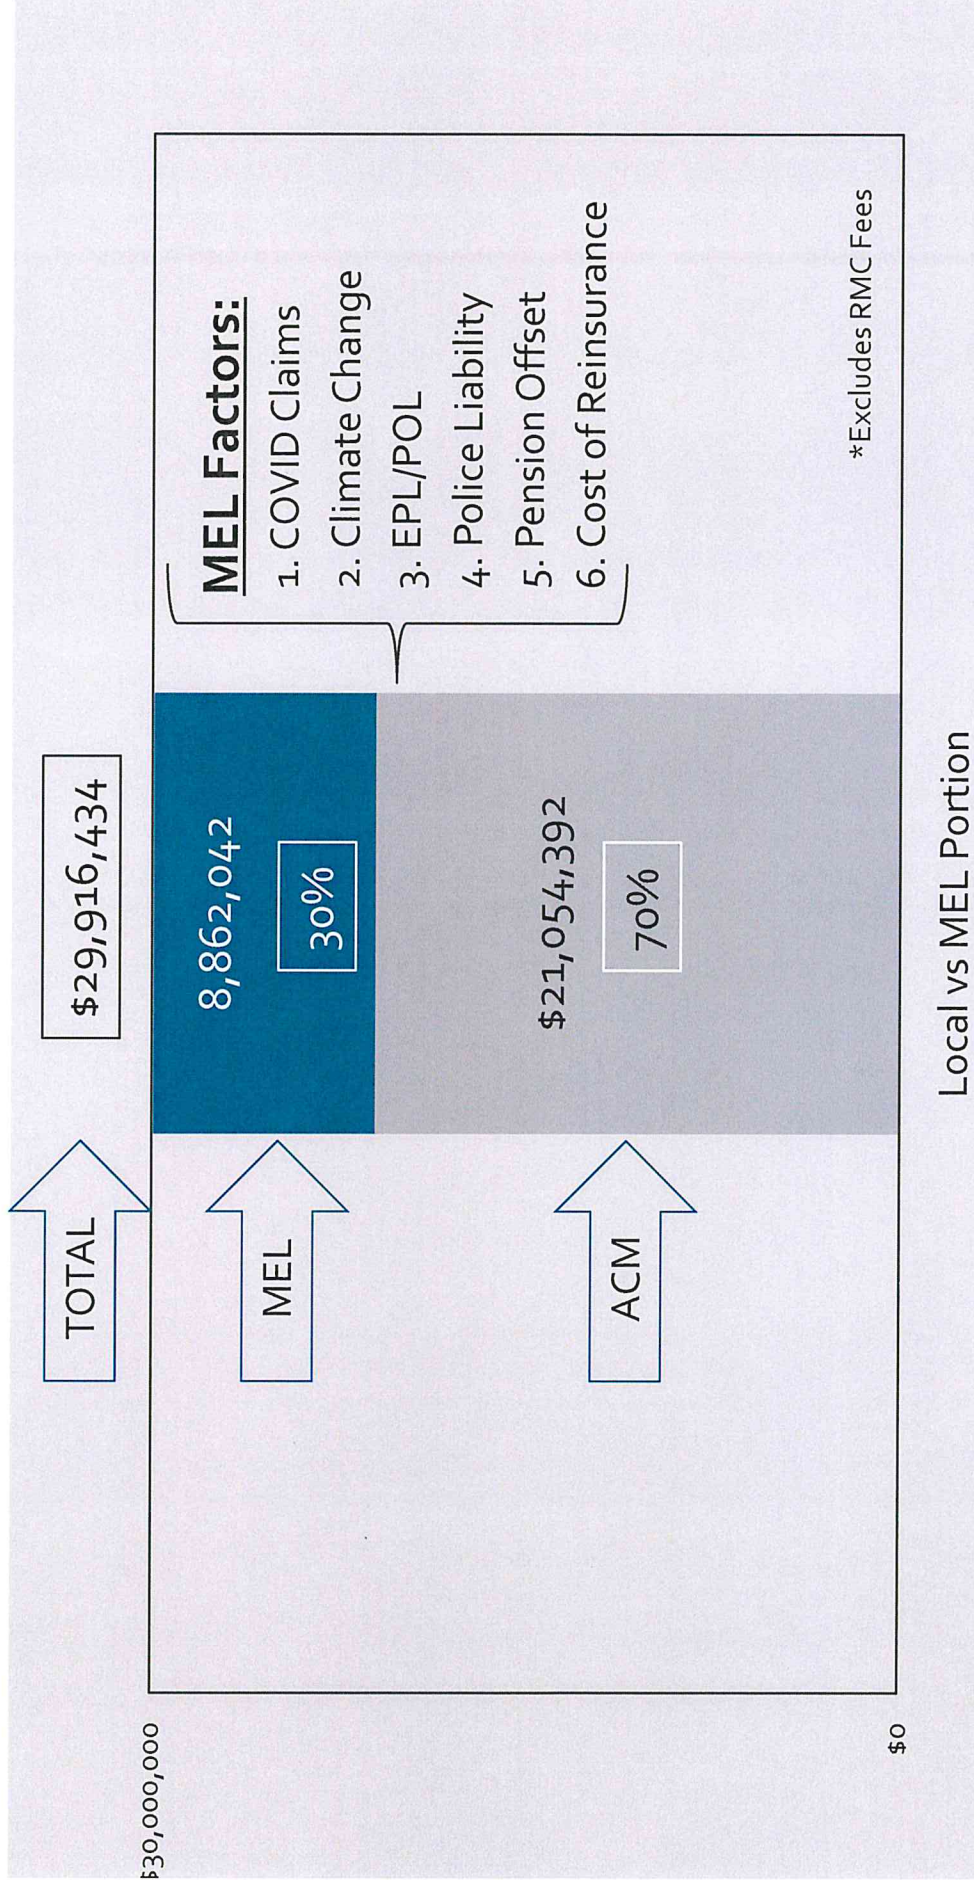 $29,916,434
TOTAL
$30,000,000
8,862,042
30%
MEL
MEL Factors:
1. COVID Claims
2. Climate Change
3. EPL/POL
4. Police Liability
5. Pension Offset
6. Cost of Reinsurance
$21,054,392
70%
ACM
*Excludes RMC Fees
$0
Local vs MEL Portion